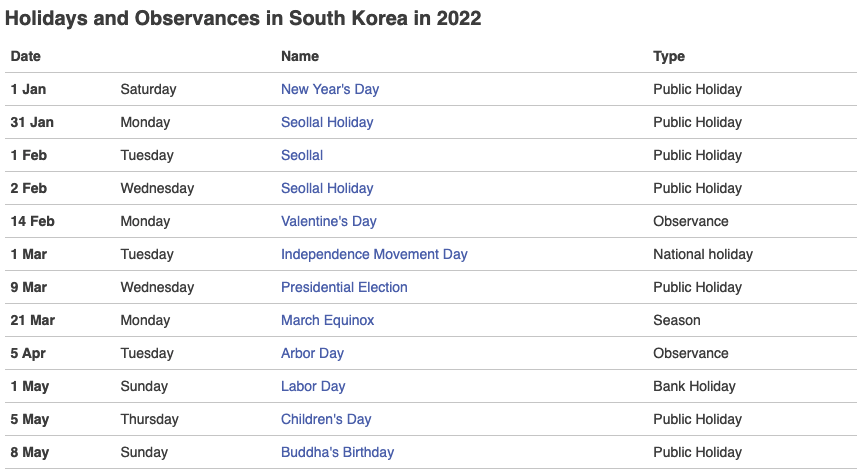 Holidays and Observances in South Korea in 2022
Date Name Type
1 Jan Saturday New Year's Day Public Holiday
31 Jan Monday Seollal Holiday Public Holiday
1 Feb Tuesday Seollal Public Holiday
2 Feb Wednesday Seollal Holiday Public Holiday
14 Feb Monday Valentine's Day Observance
1 Mar Tuesday Independence Movement Day National holiday
9 Mar Wednesday Presidential Election Public Holiday
21 Mar Monday March Equinox Season
5 Apr Tuesday Arbor Day Observance
1 May Sunday Labor Day Bank Holiday
5 May Thursday Children's Day Public Holiday
8 May Sunday Buddha's Birthday Public Holiday